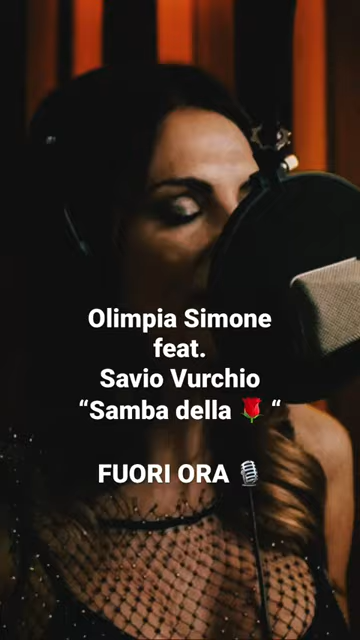 Olimpia Simone
feat.
Savio Vurchio
“Samba della 🌹 “
FUORI ORA 🎙️